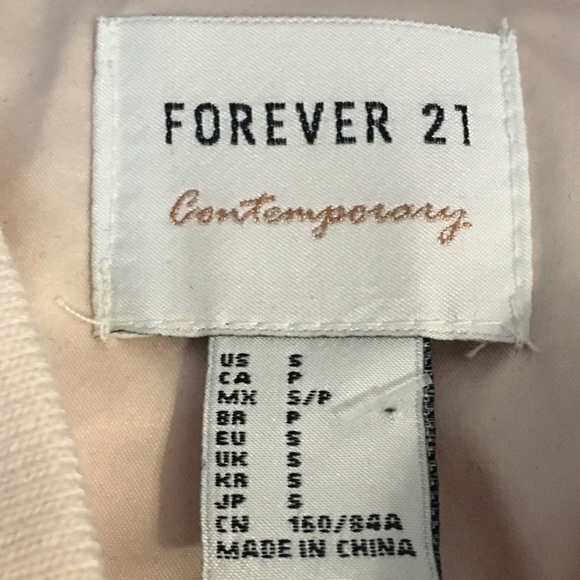 FOREVER 21
Contemporary
US S
CA P
MX S/P
BR P
EU S
UK S
KR S
JP S
CN 160/84A
MADE IN CHINA